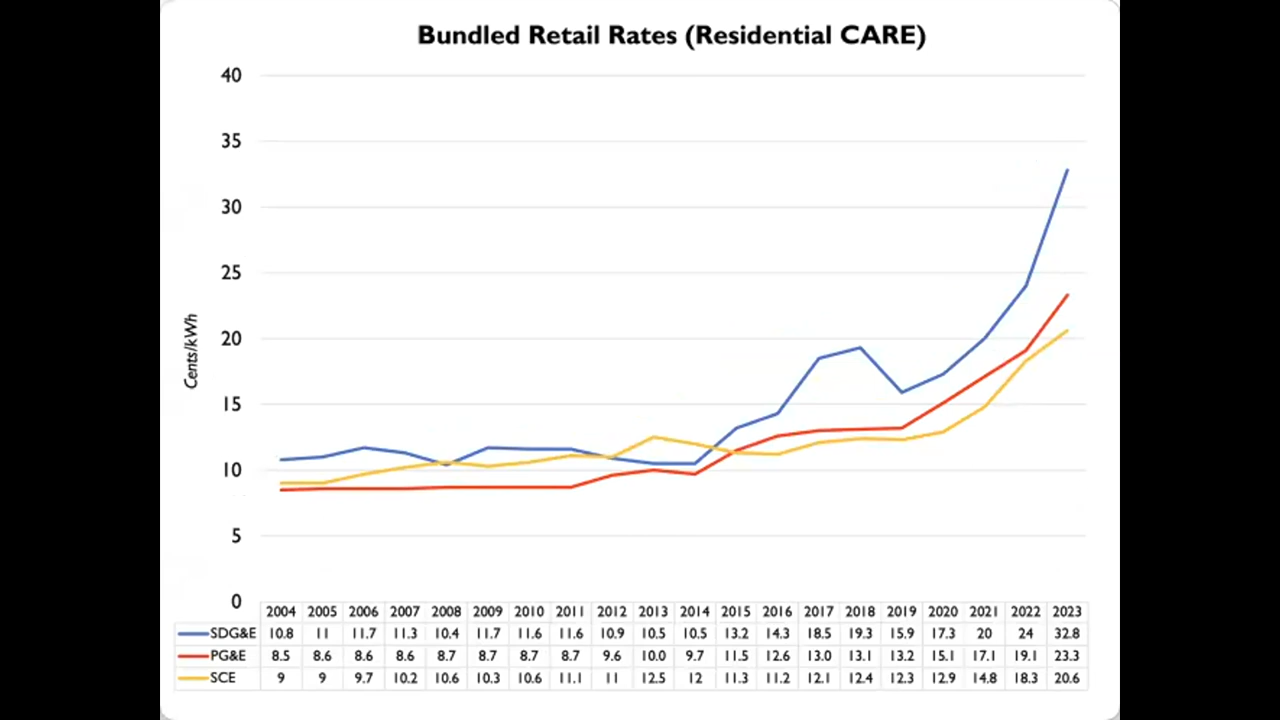 Bundled Retail Rates (Residential CARE)
40
35
30
25
20
15
10
5
0
Cents/kWh
2004 2005 2006 2007 2008 2009 2010 2011 2012 2013 2014 2015 2016 2017 2018 2019 2020 2021 2022 2023
SDG&E 10.8 11 11.7 11.3 10.4 11.7 11.6 11.6 10.9 10.5 10.5 13.2 14.3 18.5 19.3 15.9 17.3 20 24 32.8
PG&E 8.5 8.6 8.6 8.6 8.7 8.7 8.7 8.7 9.6 10.0 9.7 11.5 12.6 13.0 13.1 13.2 15.1 17.1 19.1 23.3
SCE 9 9 9.7 10.2 10.6 10.3 10.6 11.1 11 12.5 12 11.3 11.2 12.1 12.4 12.3 12.9 14.8 18.3 20.6